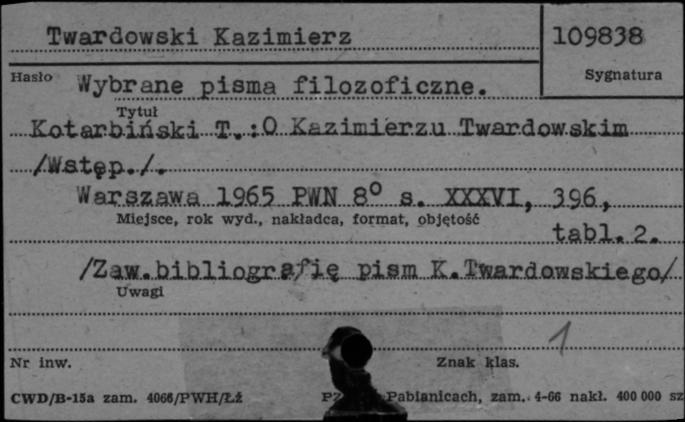 Twardowski Kazimierz
109838
Hasło
Sygnatura
Wybrane pisma filozoficzne.
Tytuł
Kotarbiński T.:O Kazimierzu Twardowskim
/Wstęp./.
Warszawa 1965 PWN 8° s. XXXVI, 396,
Miejsce, rok wyd., nakładca, format, objętość
tabl.2.
/Zaw.bibliografię pism K.Twardowskiego/
Uwagi
1
Nr inw.
Znak klas.
CWD/B-15a zam. 4066/PWH/Łż
Pabianicach, zam. 4-66 nakł. 400 000 sz